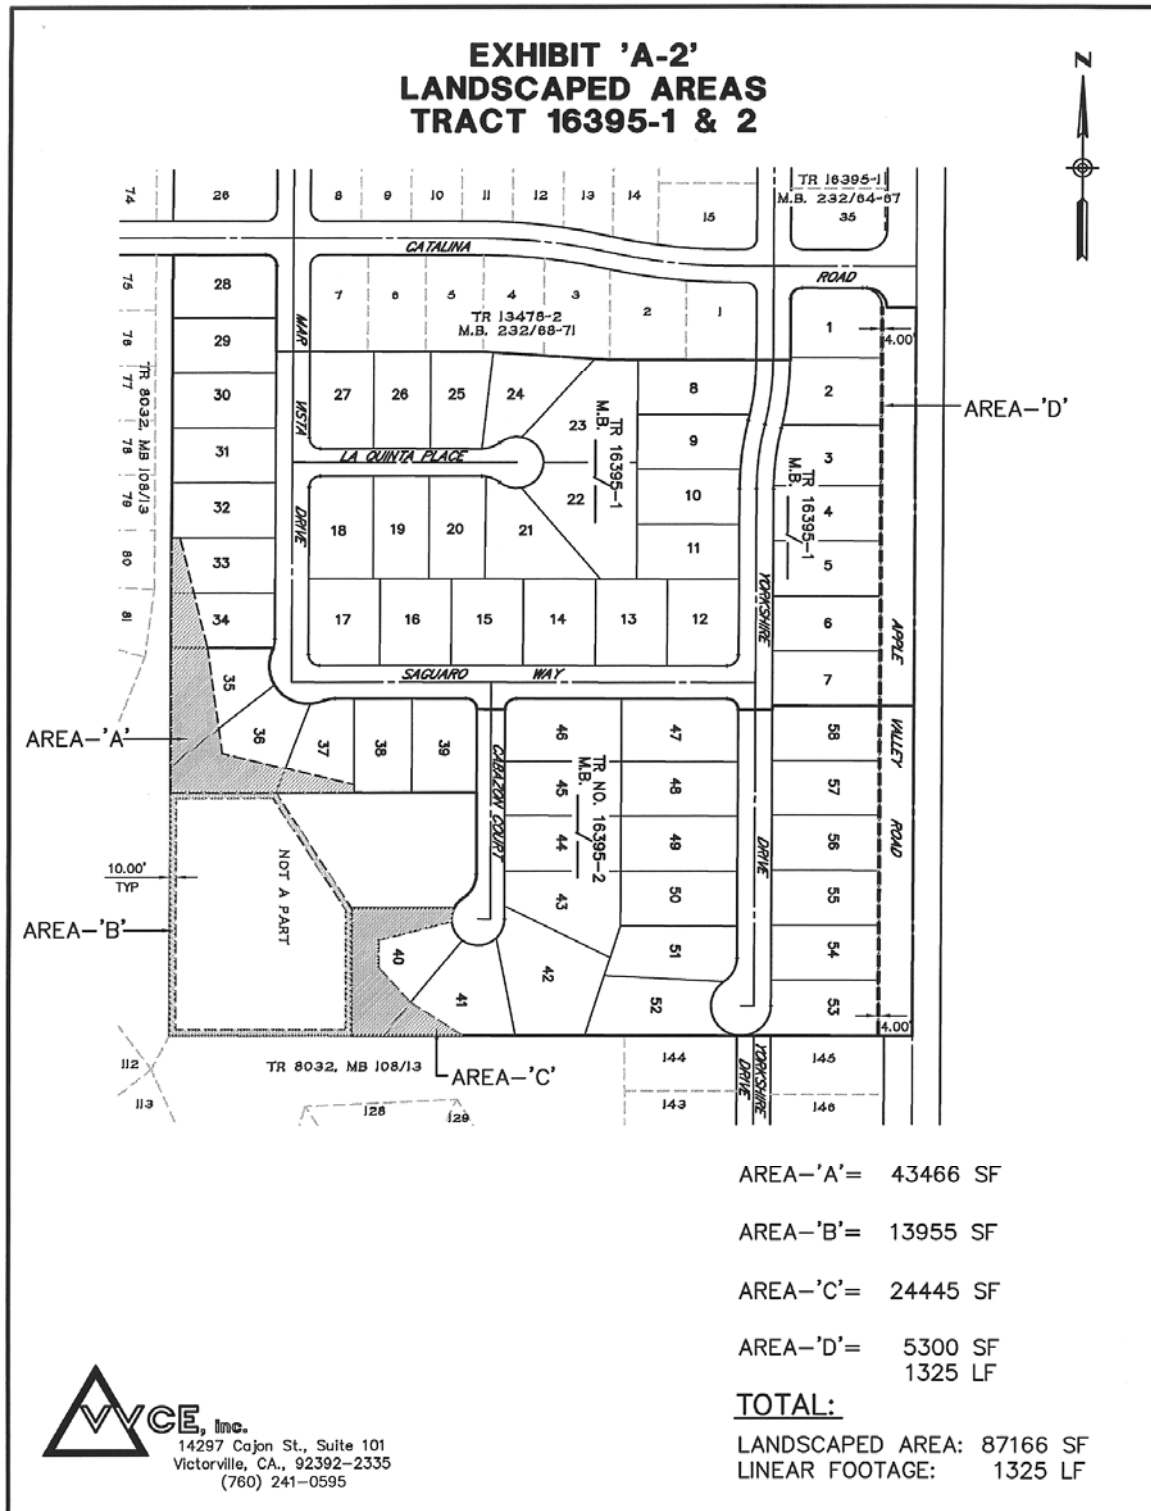 EXHIBIT 'A-2'
LANDSCAPED AREAS
TRACT 16395-1 & 2
N
74
26
8
9
10
11
12
13
14
15
TR 16395-1
M.B. 232/64-67
35
CATALINA
ROAD
75
28
7
6
5
4
3
2
1
TR 13478-2
M.B. 232/68-71
1
4.00'
76
29
MAR
TR 8032, MB 108/13
77
30
VISTA
27
26
25
24
23
TR 16395-1
M.B.
8
2
AREA-'D'
78
31
LA QUINTA PLACE
9
3
TR 16395-1
M.B.
79
32
DRIVE
18
19
20
21
22
10
4
80
33
11
5
81
34
17
16
15
14
13
12
YORKSHIRE
6
APPLE
SAGUARO
WAY
7
35
36
37
38
39
AREA-'A'
CABAZON COURT
46
47
58
VALLEY
TR NO. 16395-2
M.B.
45
48
57
44
49
DRIVE
56
ROAD
NOT A PART
10.00'
TYP
43
50
55
AREA-'B'
40
41
42
51
54
52
53
4.00'
112
113
TR 8032, MB 108/13
AREA-'C'
144
DRIVE
YORKSHIRE
145
128
129
143
146
AREA-'A'= 43466 SF
AREA-'B'= 13955 SF
AREA-'C'= 24445 SF
AREA-'D'= 5300 SF
1325 LF
TOTAL:
LANDSCAPED AREA: 87166 SF
LINEAR FOOTAGE: 1325 LF
VVCE, Inc.
14297 Cajon St., Suite 101
Victorville, CA., 92392-2335
(760) 241-0595